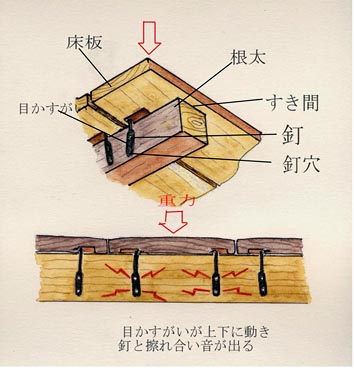 床板
根太
目かすがい
すき間
釘
釘穴
重力
目かすがいが上下に動き
釘と擦れ合い音が出る